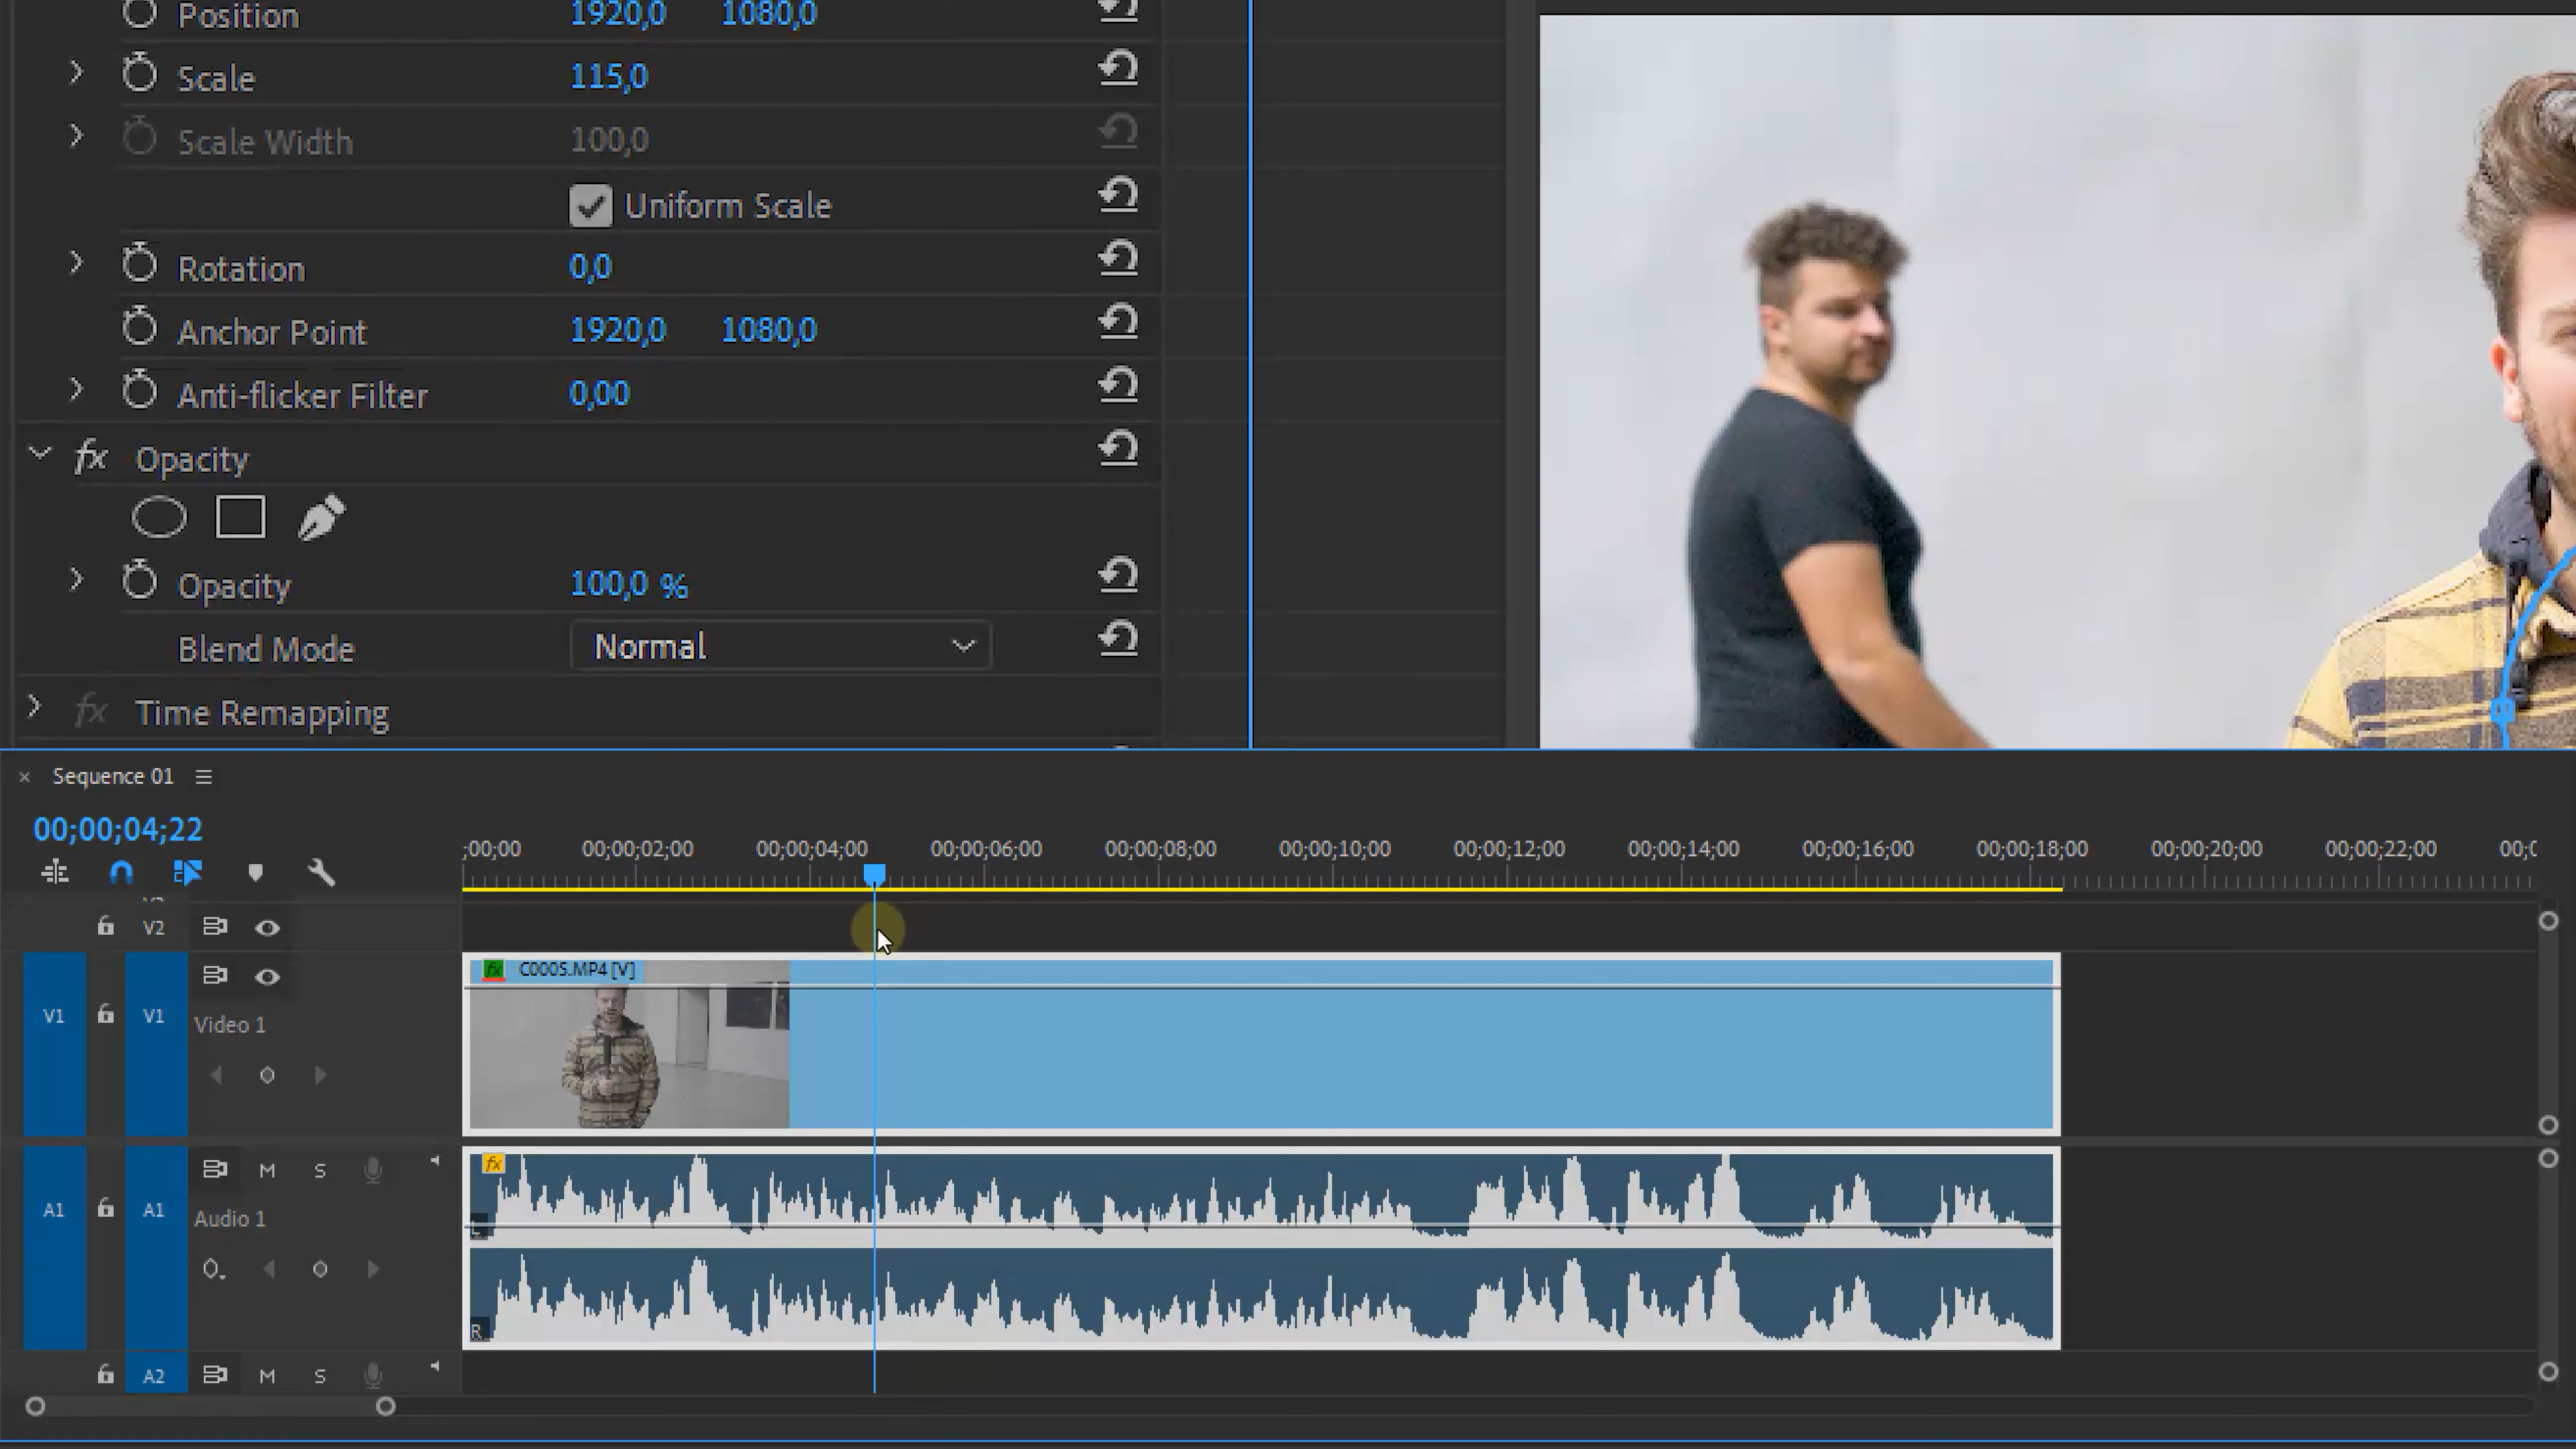 Position 1920,0 1080,0
Scale 115,0
Scale Width 100,0
Uniform Scale
Rotation 0,0
Anchor Point 1920,0 1080,0
Anti-flicker Filter 0,00
fx Opacity
Opacity 100,0 %
Blend Mode Normal
fx Time Remapping
× Sequence 01
00;00;04;22
;00;00 00;00;02;00 00;00;04;00 00;00;06;00 00;00;08;00 00;00;10;00 00;00;12;00 00;00;14;00 00;00;16;00 00;00;18;00 00;00;20;00 00;00;22;00
V2
fx C0005.MP4 [V]
V1 V1
Video 1
fx
M S
A1 A1
Audio 1
L
R
A2 M S